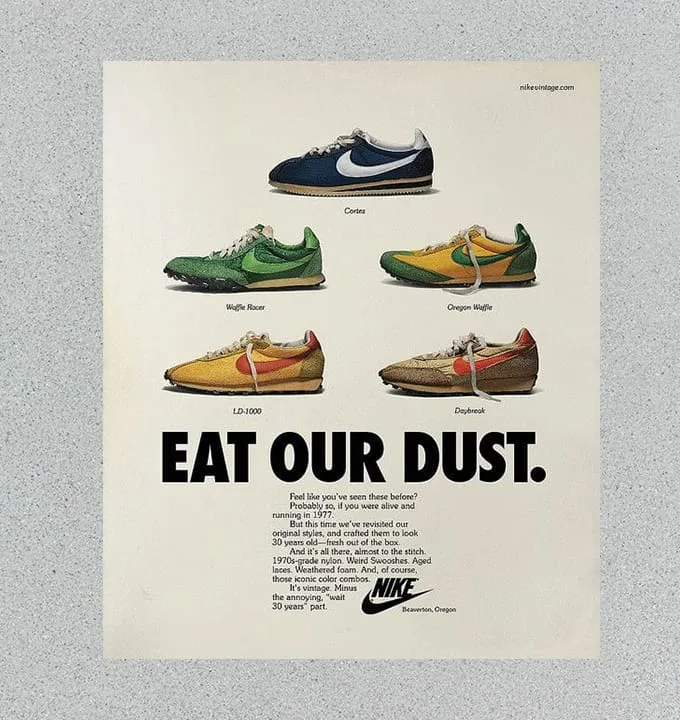 nikevintage.com
Cortez
Waffle Racer
Oregon Waffle
LD-1000
Daybreak
EAT OUR DUST.
Feel like you've seen these before?
Probably so, if you were alive and
running in 1977.
But this time we've revisited our
original styles, and crafted them to look
30 years old—fresh out of the box.
And it's all there, almost to the stitch.
1970s-grade nylon. Weird Swooshes. Aged
laces. Weathered foam. And, of course,
those iconic color combos.
It's vintage. Minus
the annoying, "wait
30 years" part.
NIKE
Beaverton, Oregon